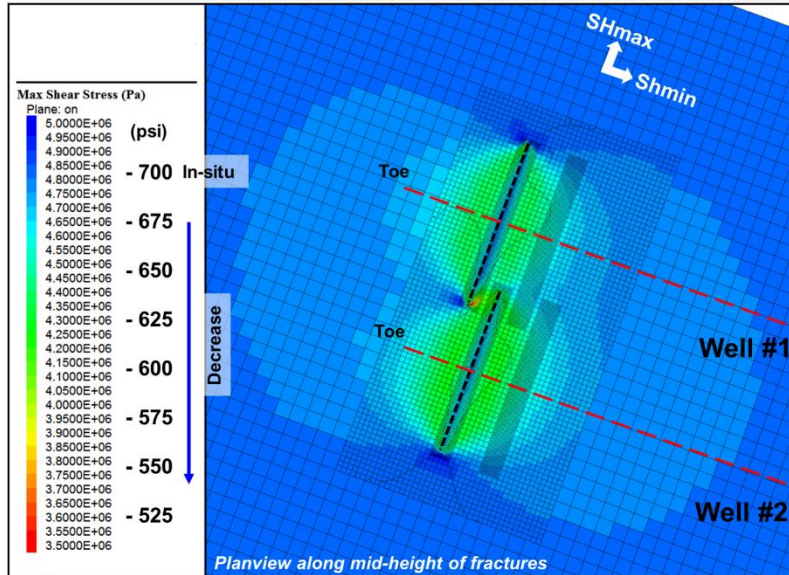 Max Shear Stress (Pa)
Plane: on
5.0000E+06
4.9500E+06
4.9000E+06
4.8500E+06
4.8000E+06
4.7500E+06
4.7000E+06
4.6500E+06
4.6000E+06
4.5500E+06
4.5000E+06
4.4500E+06
4.4000E+06
4.3500E+06
4.3000E+06
4.2500E+06
4.2000E+06
4.1500E+06
4.1000E+06
4.0500E+06
4.0000E+06
3.9500E+06
3.9000E+06
3.8500E+06
3.8000E+06
3.7500E+06
3.7000E+06
3.6500E+06
3.6000E+06
3.5500E+06
3.5000E+06
(psi)
- 700 In-situ
- 675
- 650
- 625
- 600
- 575
- 550
- 525
Decrease
SHmax
Shmin
Toe
Well #1
Toe
Well #2
Planview along mid-height of fractures